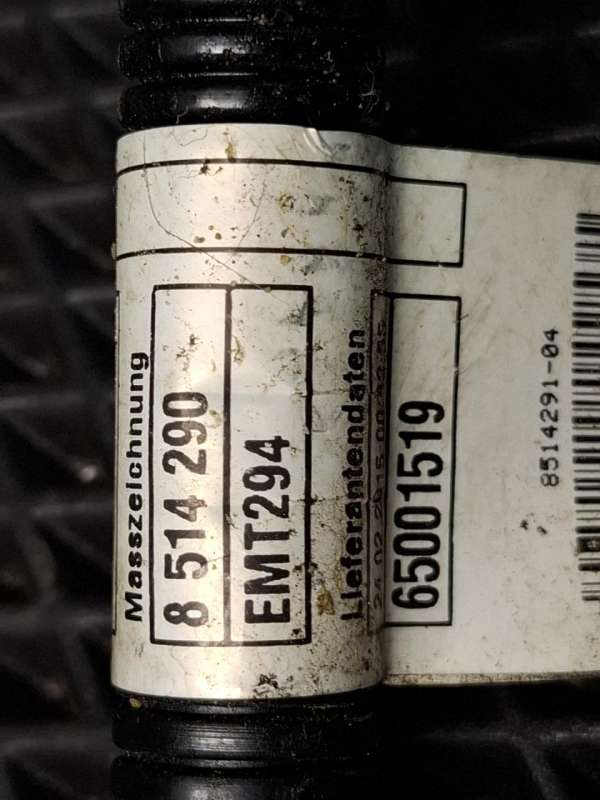 Masszeichnung
8 514 290
EMT294
Lieferantendaten
65001519
8514291-04